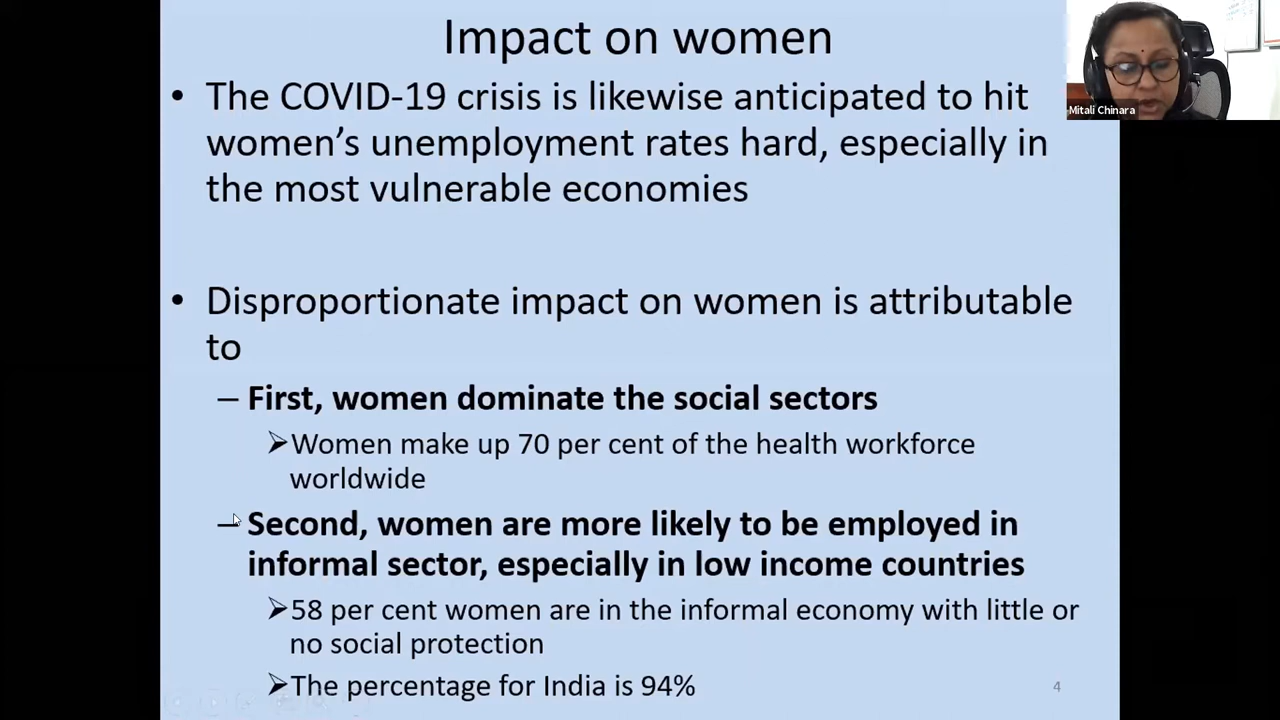 Impact on women
• The COVID-19 crisis is likewise anticipated to hit
women’s unemployment rates hard, especially in
the most vulnerable economies
• Disproportionate impact on women is attributable
to
– First, women dominate the social sectors
➢Women make up 70 per cent of the health workforce
worldwide
– Second, women are more likely to be employed in
informal sector, especially in low income countries
➢58 per cent women are in the informal economy with little or
no social protection
➢The percentage for India is 94%
4
Mitali Chinara